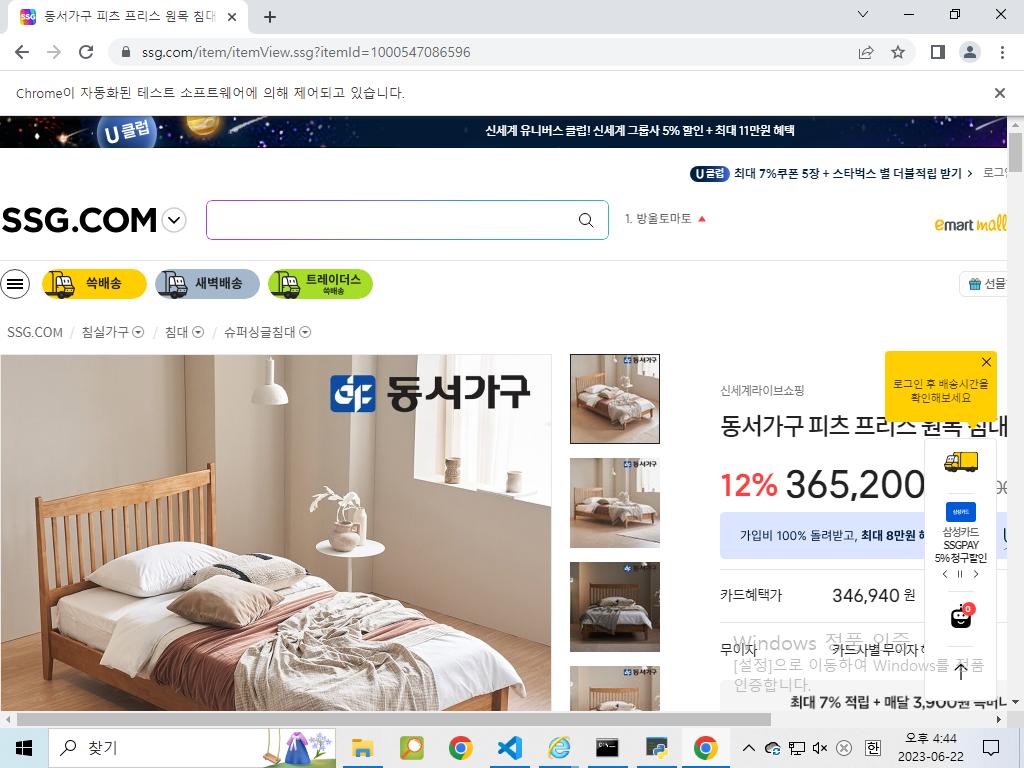 동서가구 피츠 프리스 원목 침대
ssg.com/item/itemView.ssg?itemId=1000547086596
Chrome이 자동화된 테스트 소프트웨어에 의해 제어되고 있습니다.
U클럽
신세계 유니버스 클럽! 신세계 그룹사 5% 할인 + 최대 11만원 혜택
U클럽 최대 7%쿠폰 5장 + 스타벅스 별 더블적립 받기 > 로그인
SSG.COM
1. 방울토마토
emart mall
쓱배송
새벽배송
트레이더스
쓱배송
선물
SSG.COM / 침실가구 / 침대 / 슈퍼싱글침대
동서가구
신세계라이브쇼핑
로그인 후 배송시간을
확인해보세요
동서가구 피츠 프리스 원목 침대
12% 365,200
가입비 100% 돌려받고, 최대 8만원
삼성카드
삼성카드
SSGPAY
5% 청구할인
카드혜택가 346,940 원
0
무이자 카드사별 무이자
Windows 정품 인증
[설정]으로 이동하여 Windows를 정품
인증합니다.
최대 7% 적립 + 매달 3,900원
찾기
한
오후 4:44
2023-06-22